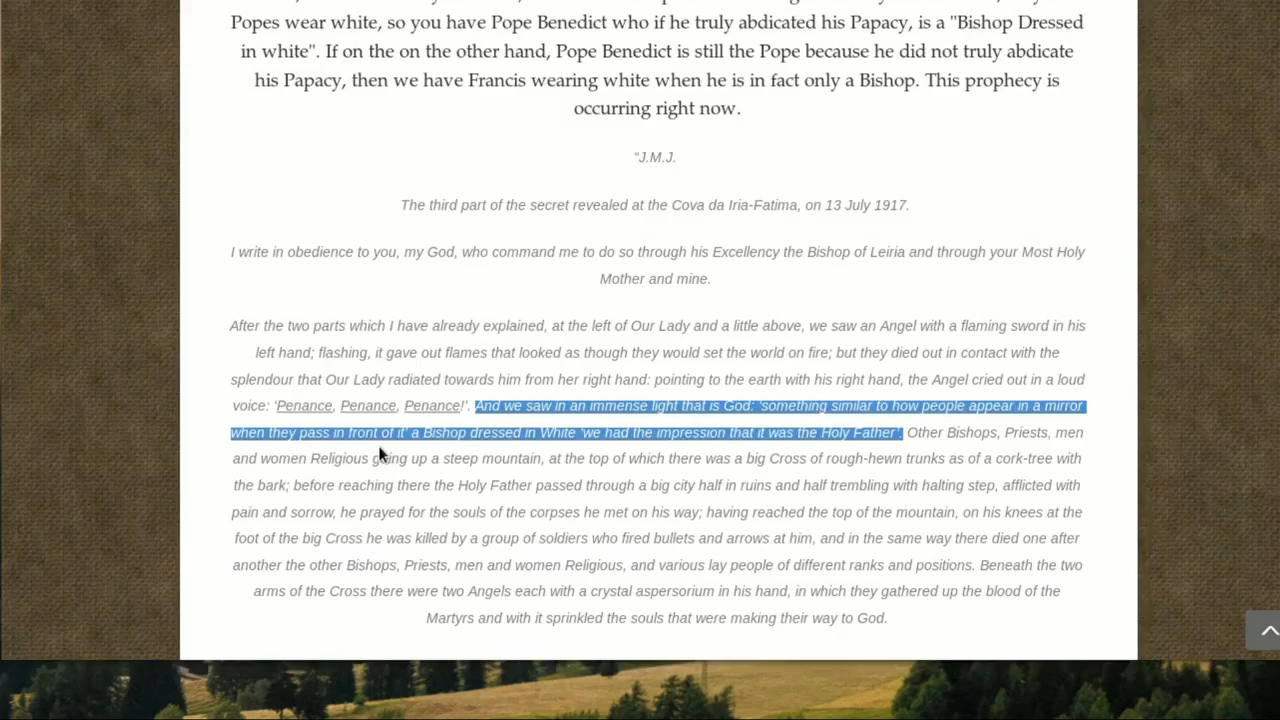 Popes wear white, so you have Pope Benedict who if he truly abdicated his Papacy, is a "Bishop Dressed
in white". If on the on the other hand, Pope Benedict is still the Pope because he did not truly abdicate
his Papacy, then we have Francis wearing white when he is in fact only a Bishop. This prophecy is
occurring right now.
“J.M.J.
The third part of the secret revealed at the Cova da Iria-Fatima, on 13 July 1917.
I write in obedience to you, my God, who command me to do so through his Excellency the Bishop of Leiria and through your Most Holy
Mother and mine.
After the two parts which I have already explained, at the left of Our Lady and a little above, we saw an Angel with a flaming sword in his
left hand; flashing, it gave out flames that looked as though they would set the world on fire; but they died out in contact with the
splendour that Our Lady radiated towards him from her right hand: pointing to the earth with his right hand, the Angel cried out in a loud
voice: ‘Penance, Penance, Penance!’. And we saw in an immense light that is God: ‘something similar to how people appear in a mirror
when they pass in front of it’ a Bishop dressed in White ‘we had the impression that it was the Holy Father’. Other Bishops, Priests, men
and women Religious going up a steep mountain, at the top of which there was a big Cross of rough-hewn trunks as of a cork-tree with
the bark; before reaching there the Holy Father passed through a big city half in ruins and half trembling with halting step, afflicted with
pain and sorrow, he prayed for the souls of the corpses he met on his way; having reached the top of the mountain, on his knees at the
foot of the big Cross he was killed by a group of soldiers who fired bullets and arrows at him, and in the same way there died one after
another the other Bishops, Priests, men and women Religious, and various lay people of different ranks and positions. Beneath the two
arms of the Cross there were two Angels each with a crystal aspersorium in his hand, in which they gathered up the blood of the
Martyrs and with it sprinkled the souls that were making their way to God.